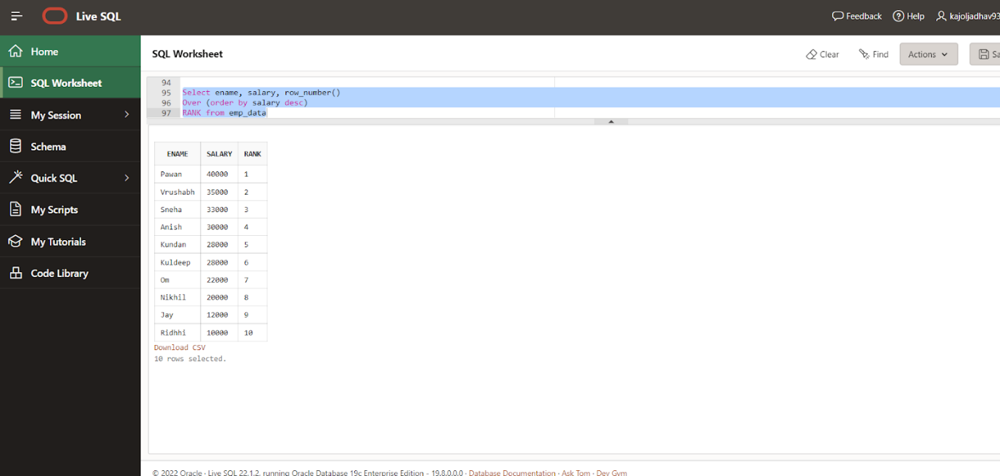 Live SQL
Feedback
Help
kajoljadhav93
Home
SQL Worksheet
My Session
Schema
Quick SQL
My Scripts
My Tutorials
Code Library
SQL Worksheet
Clear
Find
Actions
Sa
94
95 Select ename, salary, row_number()
96 Over (order by salary desc)
97 RANK from emp_data
ENAME SALARY RANK
Pawan 40000 1
Vrushabh 35000 2
Sneha 33000 3
Anish 30000 4
Kundan 28000 5
Kuldeep 28000 6
Om 22000 7
Nikhil 20000 8
Jay 12000 9
Ridhhi 10000 10
Download CSV
10 rows selected.
© 2022 Oracle · Live SQL 22.1.2, running Oracle Database 19c Enterprise Edition - 19.8.0.0.0 · Database Documentation · Ask Tom · Dev Gym